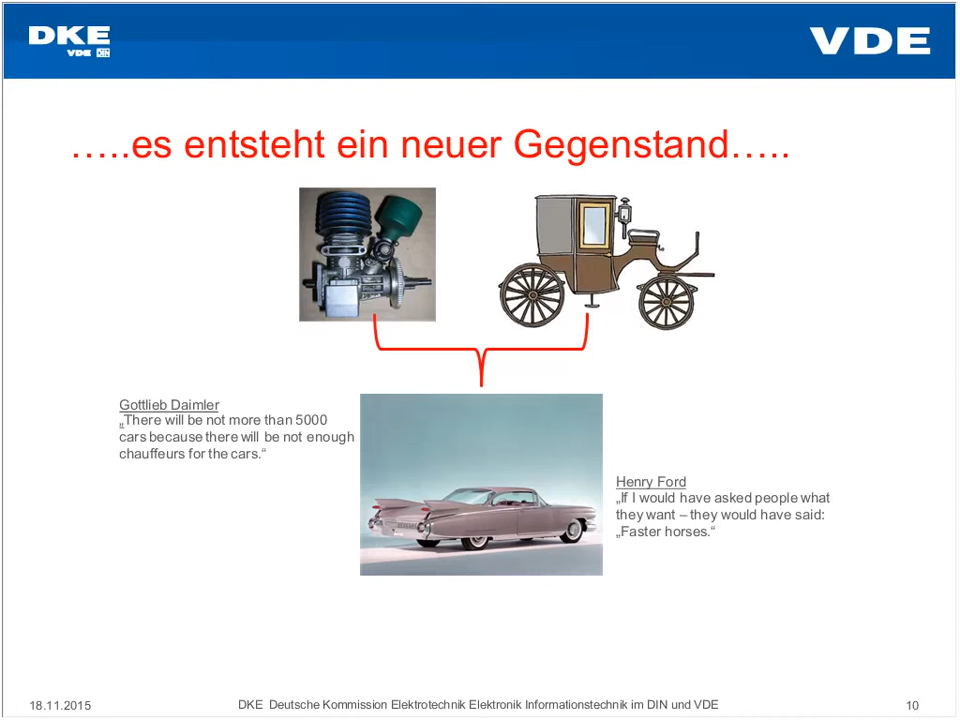 DKE
VDE DIN
VDE
…..es entsteht ein neuer Gegenstand…..
Gottlieb Daimler
„There will be not more than 5000
cars because there will be not enough
chauffeurs for the cars.“
Henry Ford
„If I would have asked people what
they want – they would have said:
„Faster horses.“
18.11.2015
DKE Deutsche Kommission Elektrotechnik Elektronik Informationstechnik im DIN und VDE
10